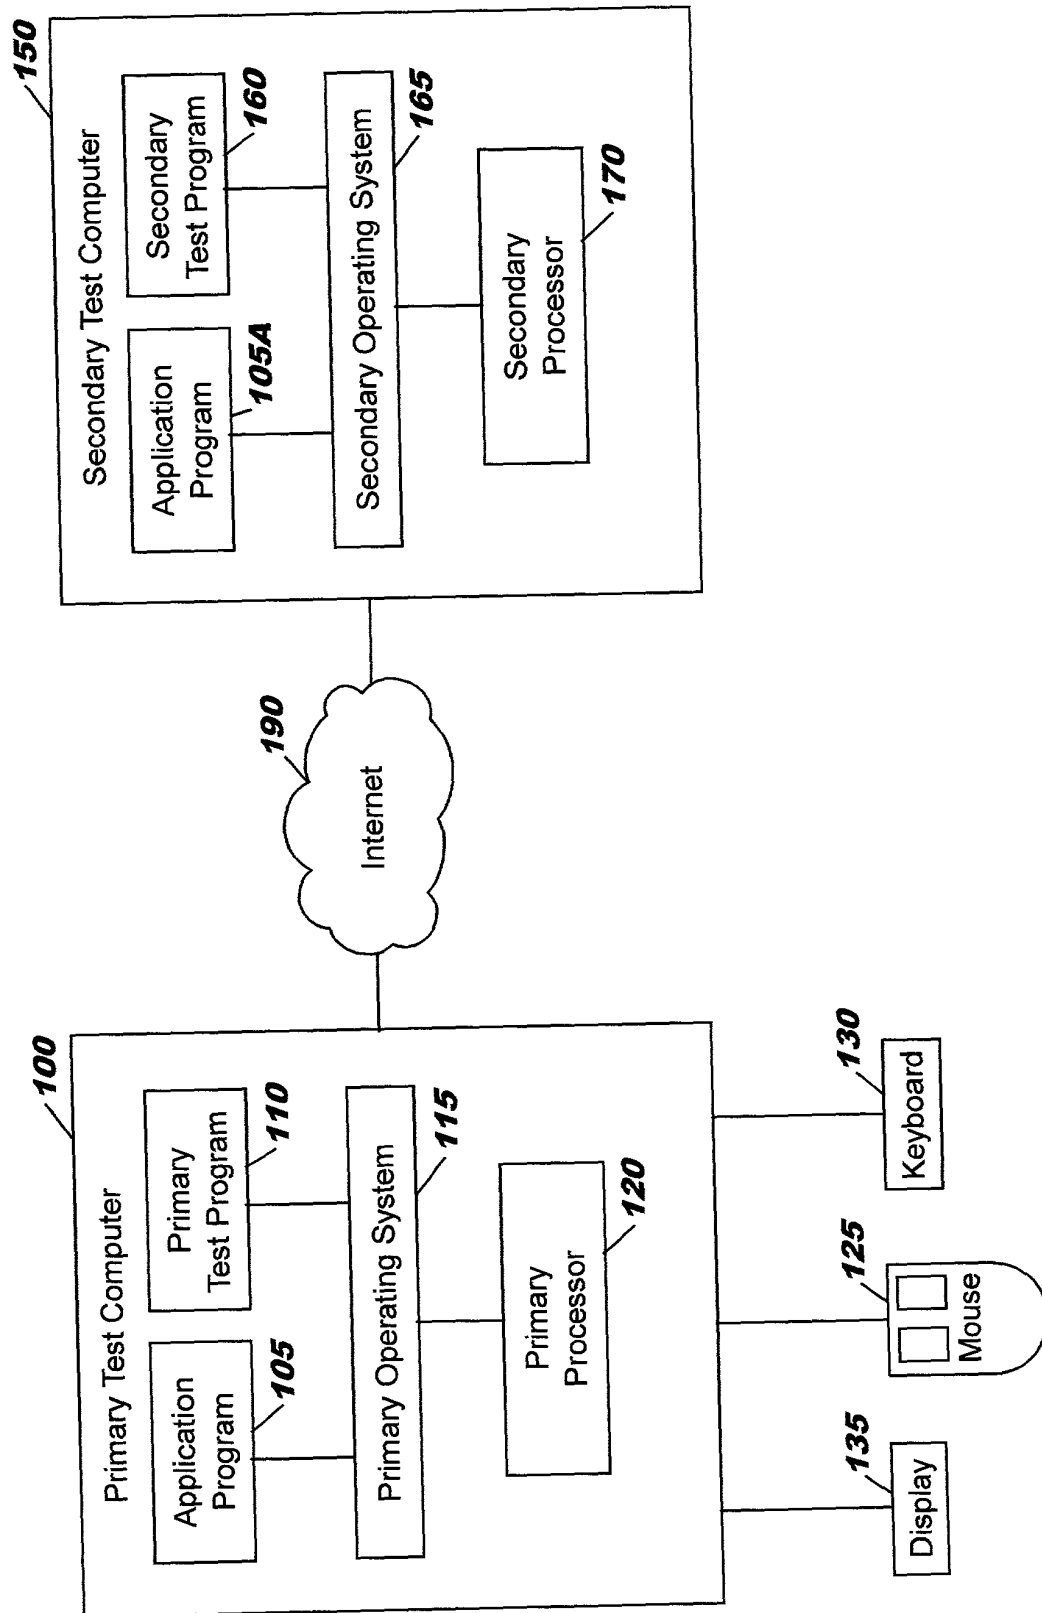 100
Primary Test Computer
Application
Program
105
Primary
Test Program
110
Primary Operating System
115
Primary
Processor
120
Display
135
Mouse
125
Keyboard
130
Internet
190
150
Secondary Test Computer
Application
Program
105A
Secondary
Test Program
160
Secondary Operating System
165
Secondary
Processor
170